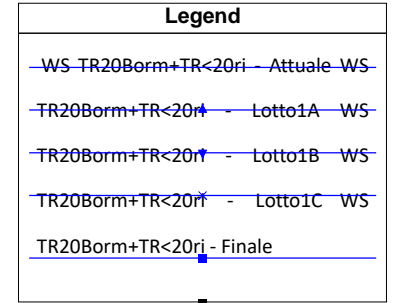 Legend
WS TR20Borm+TR<20ri - Attuale WS
TR20Borm+TR<20ri - Lotto1A WS
TR20Borm+TR<20ri - Lotto1B WS
TR20Borm+TR<20ri - Lotto1C WS
TR20Borm+TR<20ri - Finale